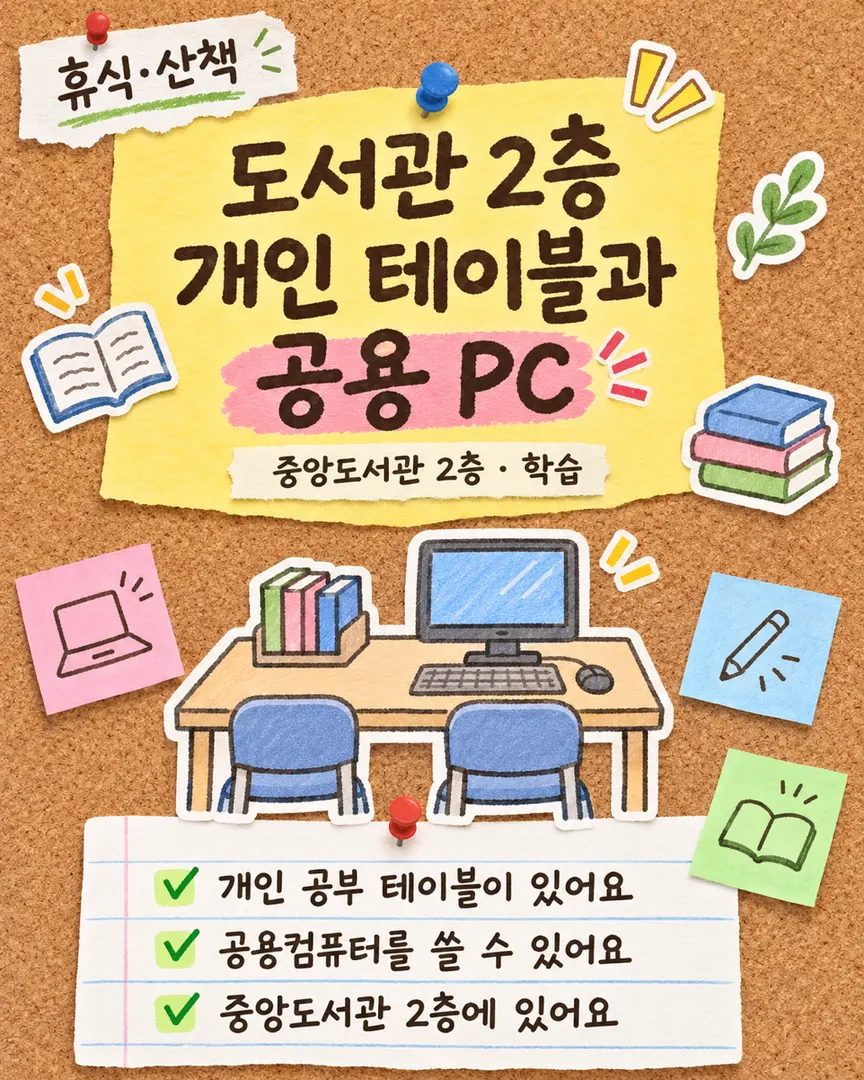 휴식·산책
도서관 2층
개인 테이블과
공용 PC
중앙도서관 2층 · 학습
개인 공부 테이블이 있어요
공용컴퓨터를 쓸 수 있어요
중앙도서관 2층에 있어요